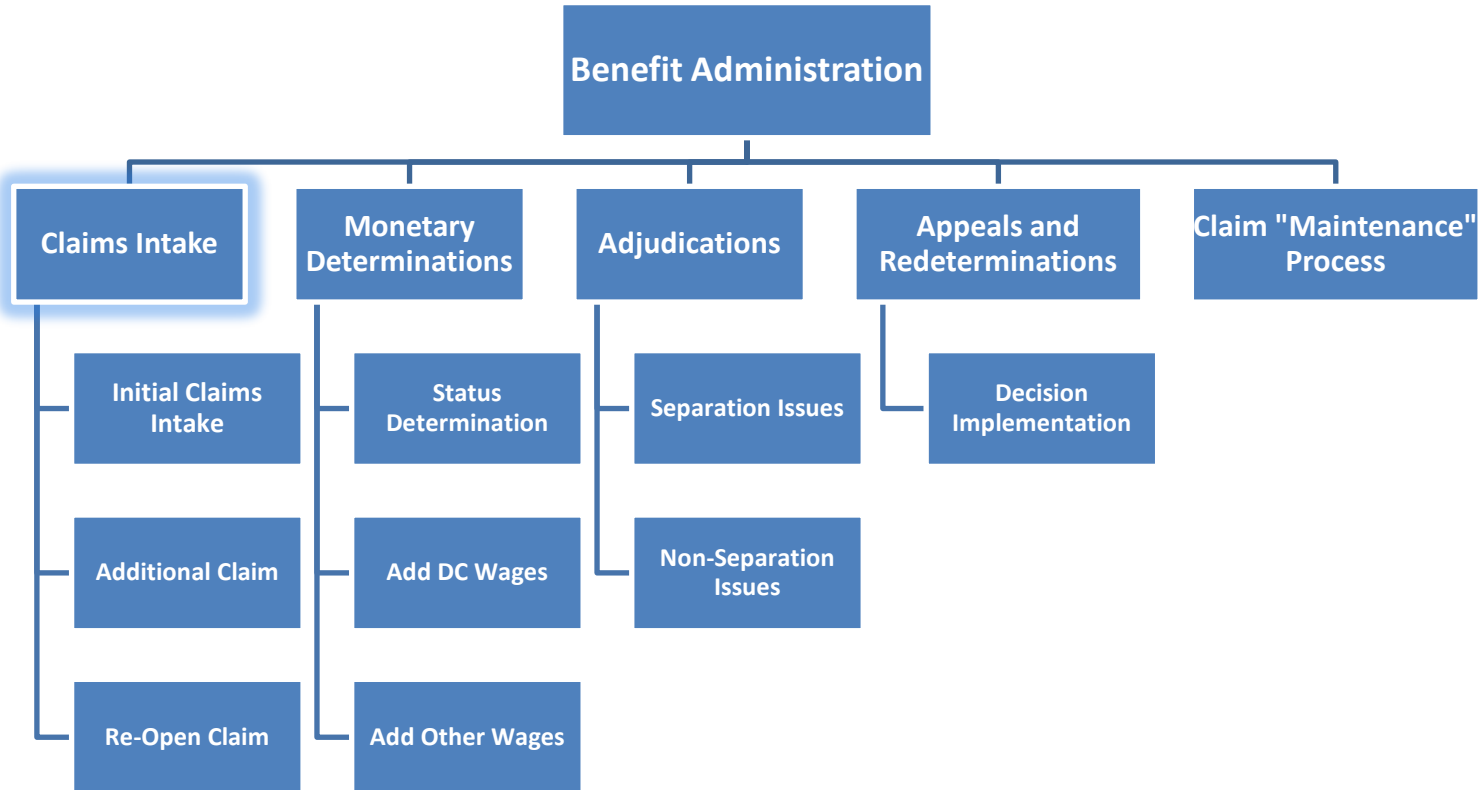 Benefit Administration
Claims Intake
Monetary
Determinations
Adjudications
Appeals and
Redeterminations
Claim "Maintenance"
Process
Initial Claims
Intake
Status
Determination
Separation Issues
Decision
Implementation
Additional Claim
Add DC Wages
Non-Separation
Issues
Re-Open Claim
Add Other Wages